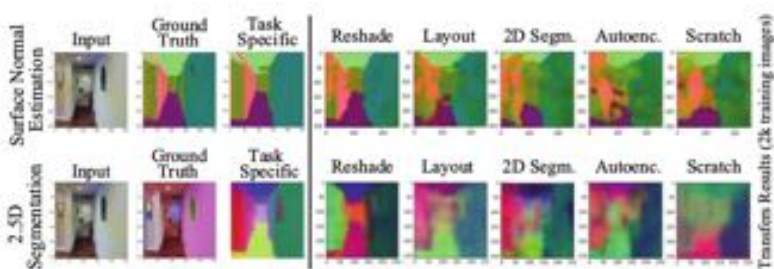 Input
Ground
Truth
Task
Specific
Reshade
Layout
2D Segm.
Autoenc.
Scratch
Surface Normal
Estimation
Input
Ground
Truth
Task
Specific
Reshade
Layout
2D Segm.
Autoenc.
Scratch
2.5D
Segmentation
Transfers Results (2k training images)